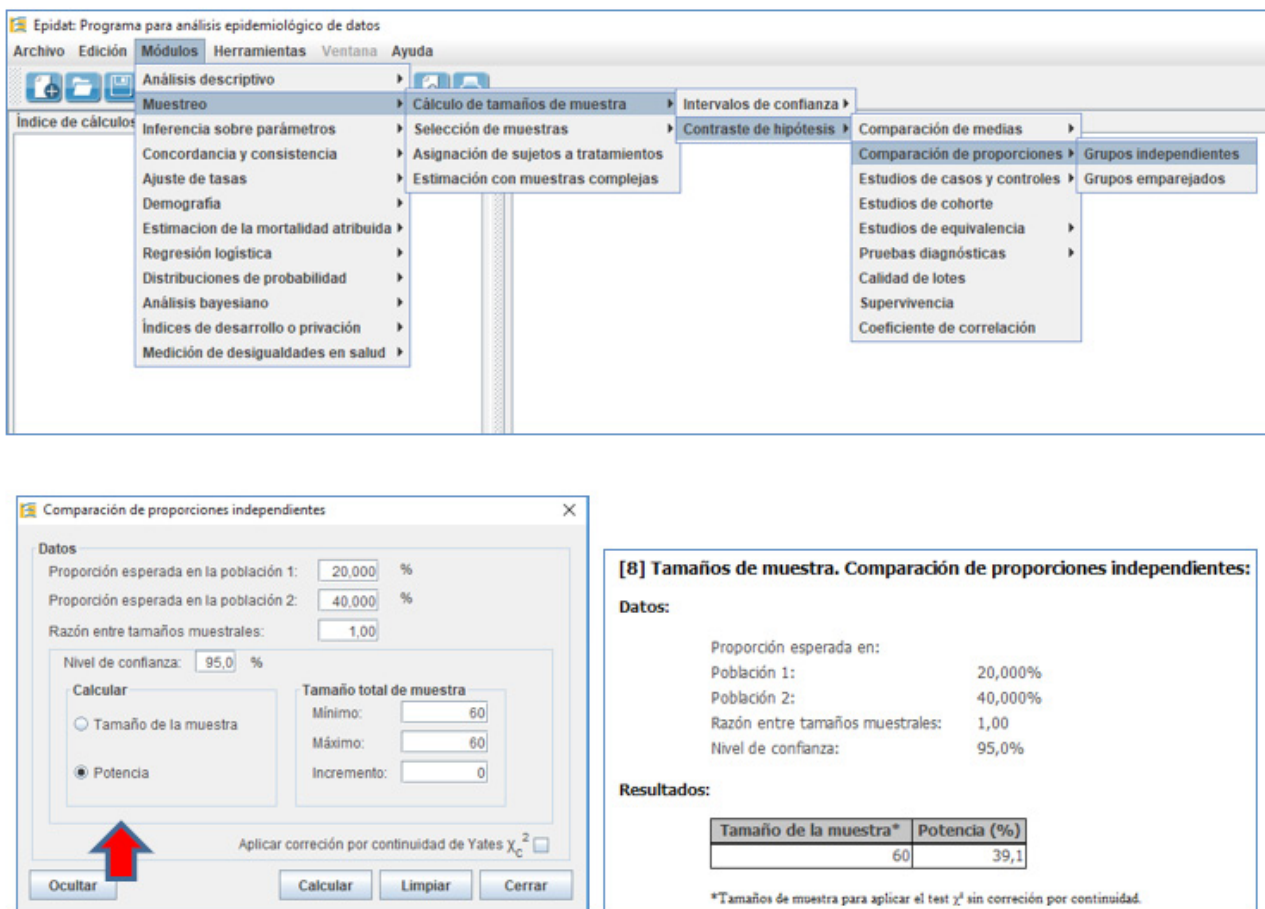 Epidat: Programa para análisis epidemiológico de datos
Archivo Edición Módulos Herramientas Ventana Ayuda
Índice de cálculos
Análisis descriptivo
Muestreo
Inferencia sobre parámetros
Concordancia y consistencia
Ajuste de tasas
Demografía
Estimacion de la mortalidad atribuida
Regresión logística
Distribuciones de probabilidad
Análisis bayesiano
Índices de desarrollo o privación
Medición de desigualdades en salud
Cálculo de tamaños de muestra
Selección de muestras
Asignación de sujetos a tratamientos
Estimación con muestras complejas
Intervalos de confianza
Contraste de hipótesis
Comparación de medias
Comparación de proporciones
Estudios de casos y controles
Estudios de cohorte
Estudios de equivalencia
Pruebas diagnósticas
Calidad de lotes
Supervivencia
Coeficiente de correlación
Grupos independientes
Grupos emparejados
Comparación de proporciones independientes
Datos
Proporción esperada en la población 1: 20,000 %
Proporción esperada en la población 2: 40,000 %
Razón entre tamaños muestrales: 1,00
Nivel de confianza: 95,0 %
Calcular
Tamaño de la muestra
Potencia
Tamaño total de muestra
Mínimo: 60
Máximo: 60
Incremento: 0
Aplicar correción por continuidad de Yates χc²
Ocultar Calcular Limpiar Cerrar
[8] Tamaños de muestra. Comparación de proporciones independientes:
Datos:
Proporción esperada en:
Población 1: 20,000%
Población 2: 40,000%
Razón entre tamaños muestrales: 1,00
Nivel de confianza: 95,0%
Resultados:
Tamaño de la muestra* Potencia (%)
60 39,1
*Tamaños de muestra para aplicar el test χ² sin correción por continuidad.